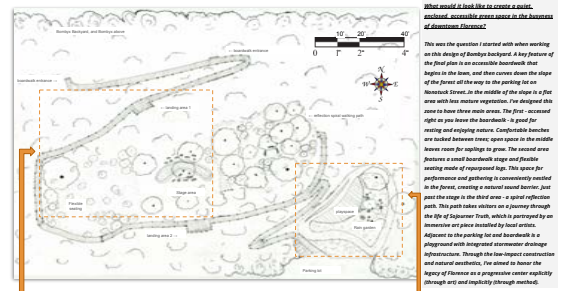 What would it look like to create a quiet,
enclosed, accessible green space in the busyness
of downtown Florence?
This was the question I started with when working
on this design of Bombys backyard. A key feature of
the final plan is an accessible boardwalk that
begins in the lawn, and then curves down the slope
of the forest all the way to the parking lot on
Nonotuck Street. In the middle of the slope is a flat
area with less mature vegetation. I've designed this
zone to have three main areas. The first - accessed
right as you leave the boardwalk - is good for
resting and enjoying nature. Comfortable benches
are tucked between trees; open space in the middle
leaves room for saplings to grow. The second area
features a small boardwalk stage and flexible
seating made of repurposed logs. This space for
performance and gathering is conveniently nestled
in the forest, creating a natural sound barrier. Just
past the stage is the third area - a spiral reflection
path. This path takes visitors on a journey through
the life of Sojourner Truth, which is portrayed by an
immersive art piece installed by local artists.
Adjacent to the parking lot and boardwalk is a
playground with integrated stormwater drainage
infrastructure. Through the low-impact construction
and natural aesthetics, I've aimed to honor the
legacy of Florence as a progressive center explicitly
(through art) and implicitly (through method).
Bombys Backyard, and Bombys above
boardwalk entrance
10' 20' 40'
0 1" 2" 4"
N
W E
S
boardwalk entrance
landing area 1
reflection spiral walking path
Stage area
Flexible
seating
playspace
Rain garden
landing area 2
Parking lot